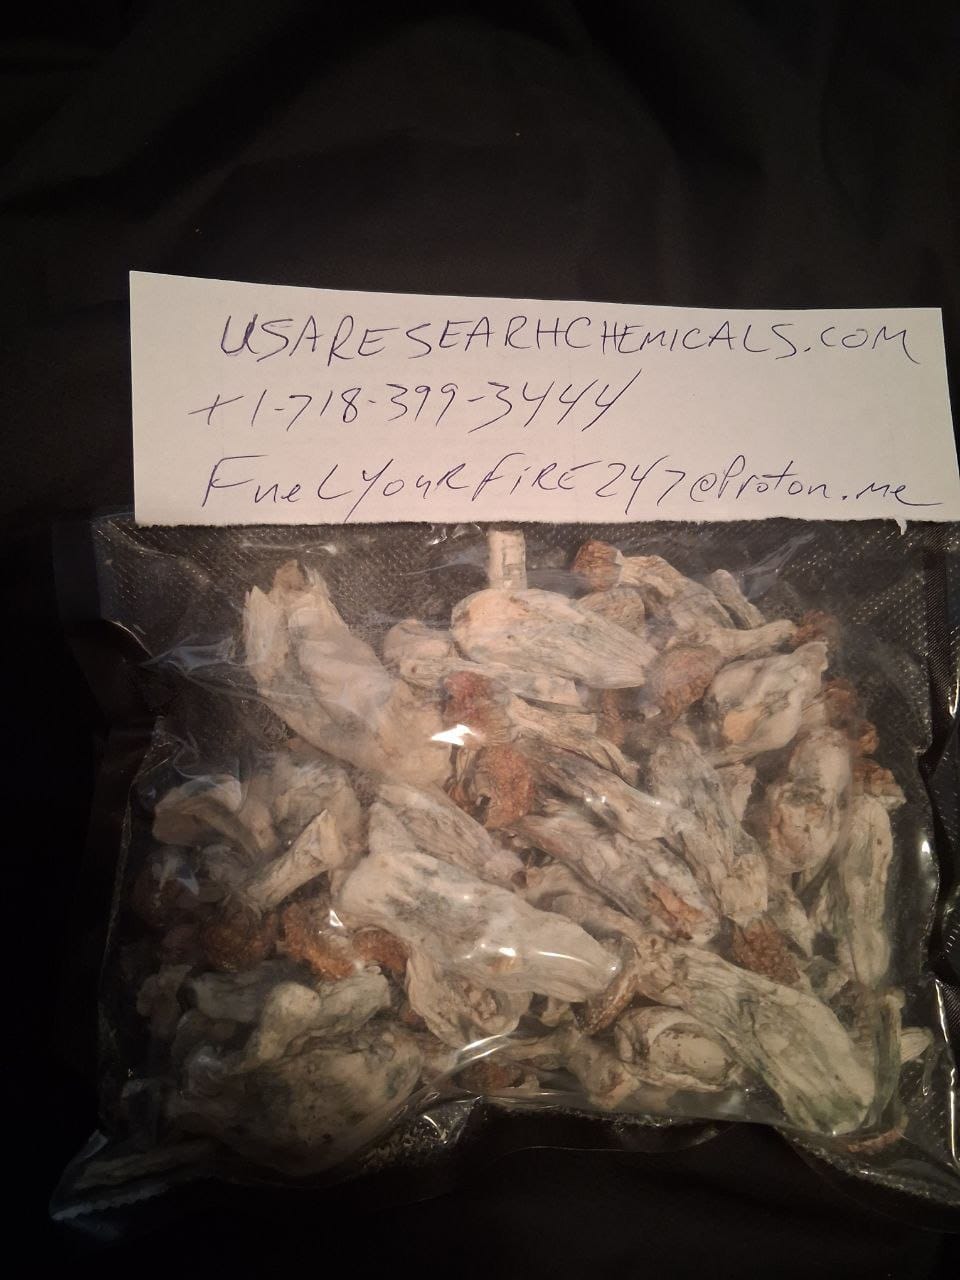 USARESEARHCHEMICALS.COM
+1-718-399-3444
FuelYouRFiRE247@Proton.me